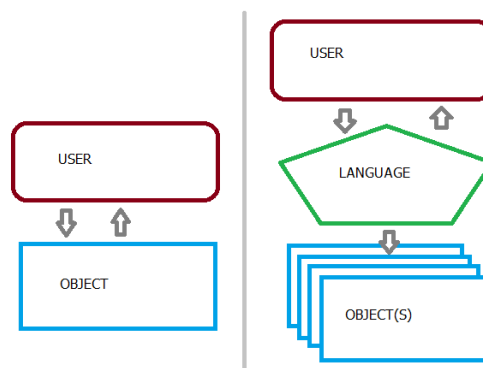 USER
OBJECT
USER
LANGUAGE
OBJECT(S)